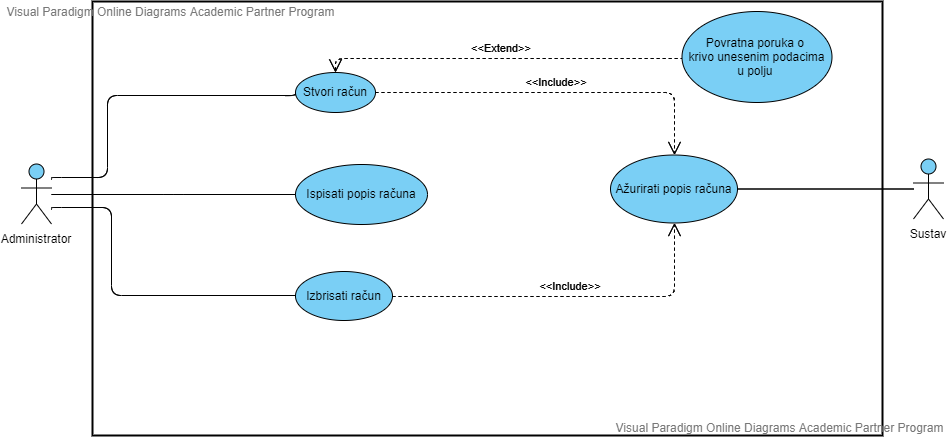 Visual Paradigm Online Diagrams Academic Partner Program
<<Extend>>
Povratna poruka o
krivo unesenim podacima
u polju
Stvori račun
<<Include>>
Ispisati popis računa
Ažurirati popis računa
Administrator
Sustav
Izbrisati račun
<<Include>>
Visual Paradigm Online Diagrams Academic Partner Program